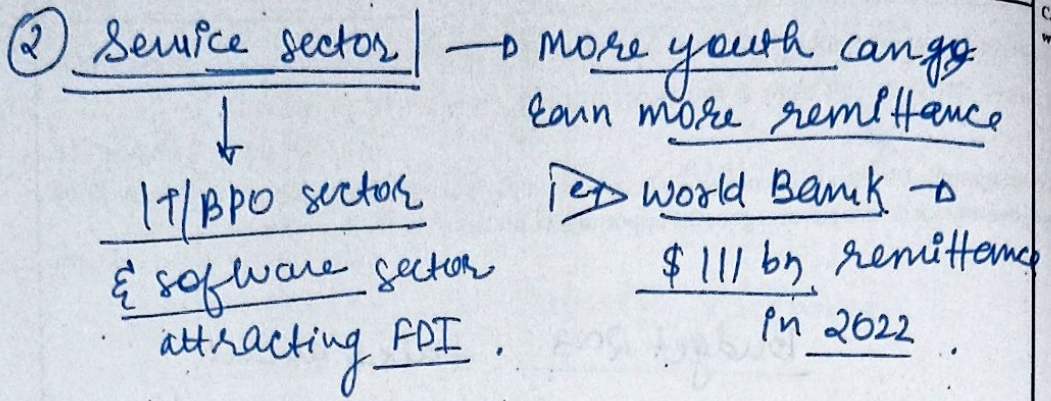 ② Service sector → More youth can go
earn more remittance
↓
IT/BPO sector
& software sector
attracting FDI.
eg World Bank →
$ 111 bn remittance
in 2022.